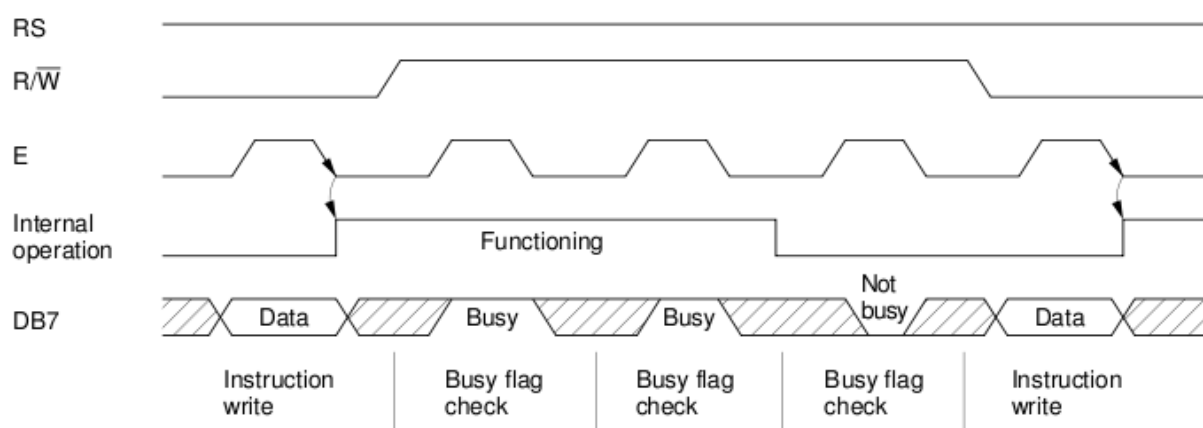 RS
R/W̅
E
Internal
operation
Functioning
DB7
Data
Busy
Busy
Not
busy
Data
Instruction
write
Busy flag
check
Busy flag
check
Busy flag
check
Instruction
write